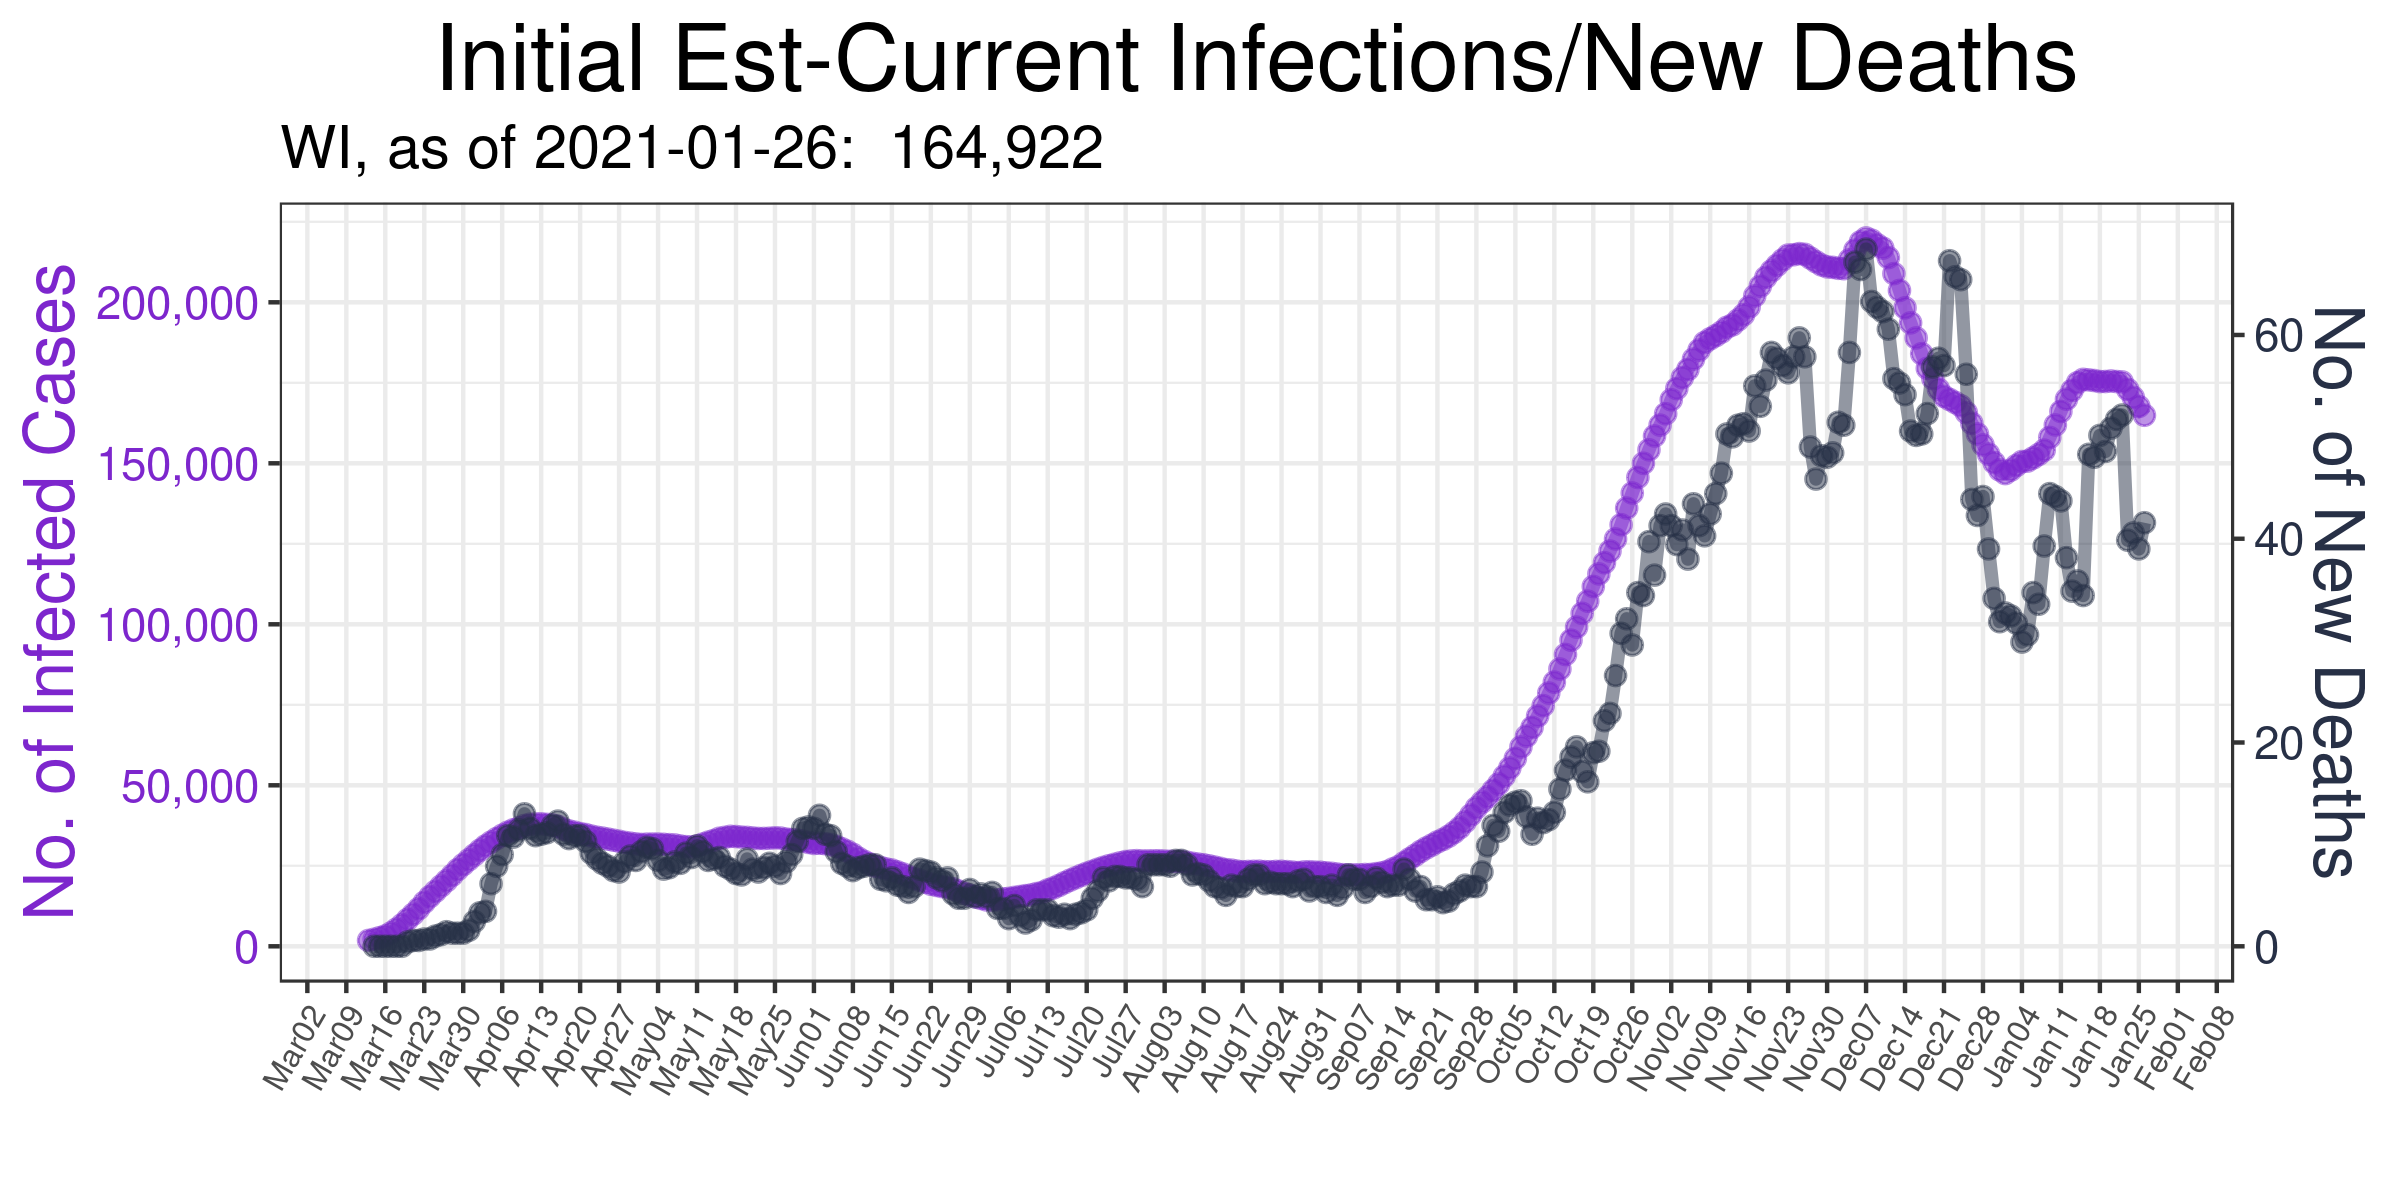 Initial Est-Current Infections/New Deaths
WI, as of 2021-01-26:  164,922
No. of Infected Cases
200,000
150,000
100,000
50,000
0
No. of New Deaths
60
40
20
0
Mar02
Mar09
Mar16
Mar23
Mar30
Apr06
Apr13
Apr20
Apr27
May04
May11
May18
May25
Jun01
Jun08
Jun15
Jun22
Jun29
Jul06
Jul13
Jul20
Jul27
Aug03
Aug10
Aug17
Aug24
Aug31
Sep07
Sep14
Sep21
Sep28
Oct05
Oct12
Oct19
Oct26
Nov02
Nov09
Nov16
Nov23
Nov30
Dec07
Dec14
Dec21
Dec28
Jan04
Jan11
Jan18
Jan25
Feb01
Feb08